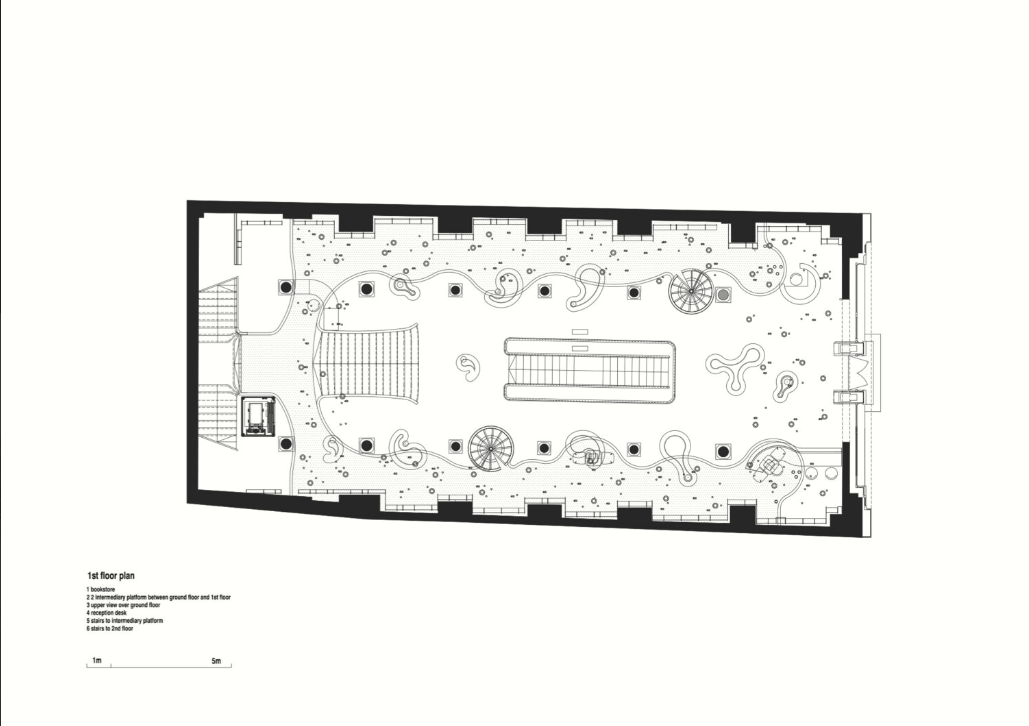 1st floor plan
1 bookstore
2 2 intermediary platform between ground floor and 1st floor
3 upper view over ground floor
4 reception desk
5 stairs to intermediary platform
6 stairs to 2nd floor
1m 5m